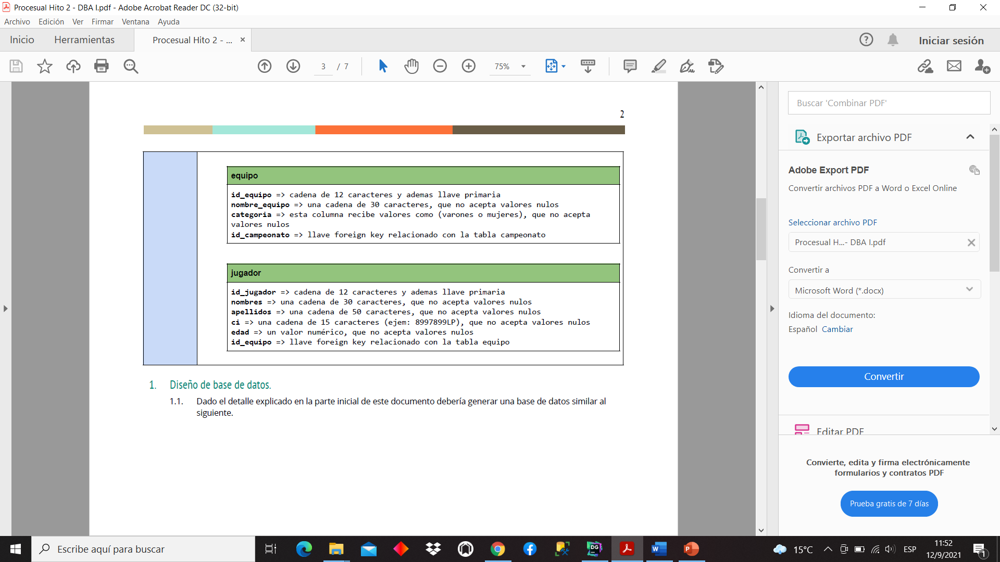 Procesual Hito 2 - DBA I.pdf - Adobe Acrobat Reader DC (32-bit)
Archivo Edición Ver Firmar Ventana Ayuda
Inicio Herramientas Procesual Hito 2 - ... × Iniciar sesión
3 / 7 75%
2
equipo
id_equipo => cadena de 12 caracteres y ademas llave primaria
nombre_equipo => una cadena de 30 caracteres, que no acepta valores nulos
categoria => esta columna recibe valores como (varones o mujeres), que no acepta
valores nulos
id_campeonato => llave foreign key relacionado con la tabla campeonato
jugador
id_jugador => cadena de 12 caracteres y ademas llave primaria
nombres => una cadena de 30 caracteres, que no acepta valores nulos
apellidos => una cadena de 50 caracteres, que no acepta valores nulos
ci => una cadena de 15 caracteres (ejem: 8997899LP), que no acepta valores nulos
edad => un valor numérico, que no acepta valores nulos
id_equipo => llave foreign key relacionado con la tabla equipo
1. Diseño de base de datos.
1.1. Dado el detalle explicado en la parte inicial de este documento debería generar una base de datos similar al
siguiente.
Buscar 'Combinar PDF'
Exportar archivo PDF
Adobe Export PDF
Convertir archivos PDF a Word o Excel Online
Seleccionar archivo PDF
Procesual H...- DBA I.pdf
Convertir a
Microsoft Word (*.docx)
Idioma del documento:
Español Cambiar
Convertir
Editar PDF
Convierte, edita y firma electrónicamente
formularios y contratos PDF
Prueba gratis de 7 días
Escribe aquí para buscar
DG
W
P
15°C
ESP
11:52
12/9/2021
1